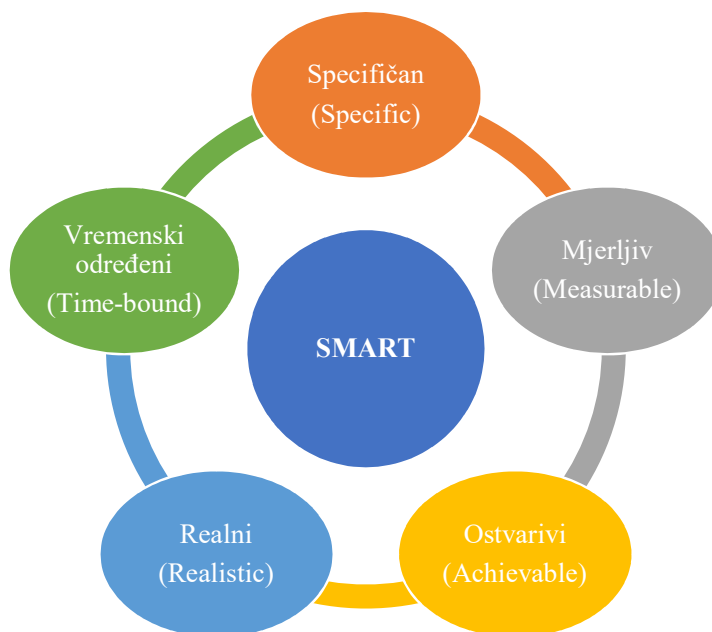 Specifičan
(Specific)
Mjerljiv
(Measurable)
Ostvarivi
(Achievable)
Realni
(Realistic)
Vremenski
određeni
(Time-bound)
SMART